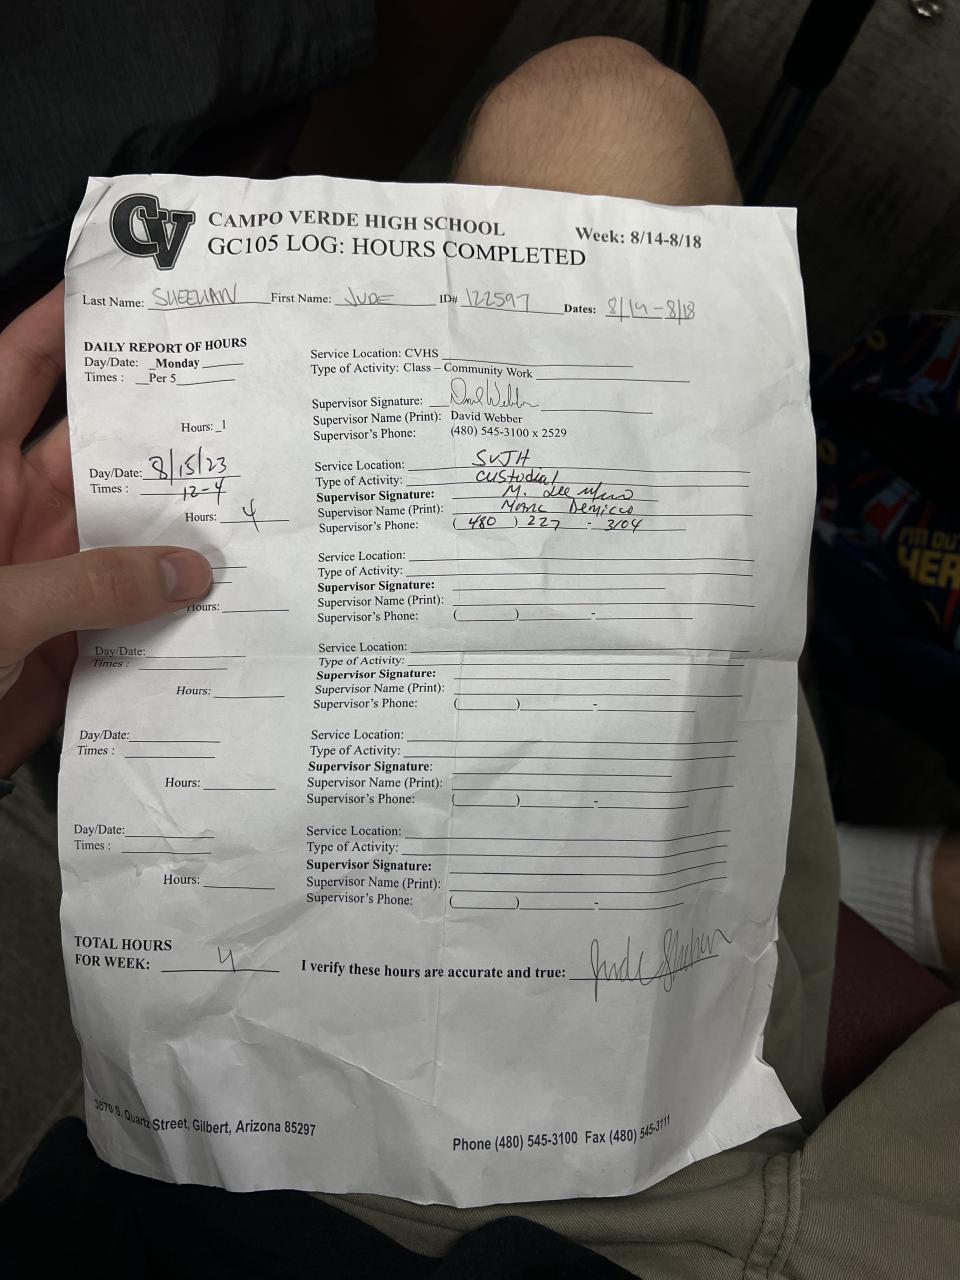 CV
CAMPO VERDE HIGH SCHOOL
Week: 8/14-8/18
GC105 LOG: HOURS COMPLETED
Last Name: SHEEHAN First Name: JUDE ID# 122597 Dates: 8/14-8/18
DAILY REPORT OF HOURS
Day/Date: Monday
Times : Per 5
Hours: 1
Service Location: CVHS
Type of Activity: Class – Community Work
Supervisor Signature:
Supervisor Name (Print): David Webber
Supervisor's Phone: (480) 545-3100 x 2529
Day/Date: 8/15/23
Times : 12-4
Hours: 4
Service Location: SVJH
Type of Activity: custodial
Supervisor Signature:
Supervisor Name (Print):
Supervisor's Phone: (480) 227 - 3104
Hours:
Service Location:
Type of Activity:
Supervisor Signature:
Supervisor Name (Print):
Supervisor's Phone: ( ) -
Day/Date:
Times :
Hours:
Service Location:
Type of Activity:
Supervisor Signature:
Supervisor Name (Print):
Supervisor's Phone: ( ) -
Day/Date:
Times :
Hours:
Service Location:
Type of Activity:
Supervisor Signature:
Supervisor Name (Print):
Supervisor's Phone: ( ) -
Day/Date:
Times :
Hours:
Service Location:
Type of Activity:
Supervisor Signature:
Supervisor Name (Print):
Supervisor's Phone: ( ) -
TOTAL HOURS
FOR WEEK: 4
I verify these hours are accurate and true: Jude Sheehan
3870 S. Quartz Street, Gilbert, Arizona 85297
Phone (480) 545-3100 Fax (480) 545-3111